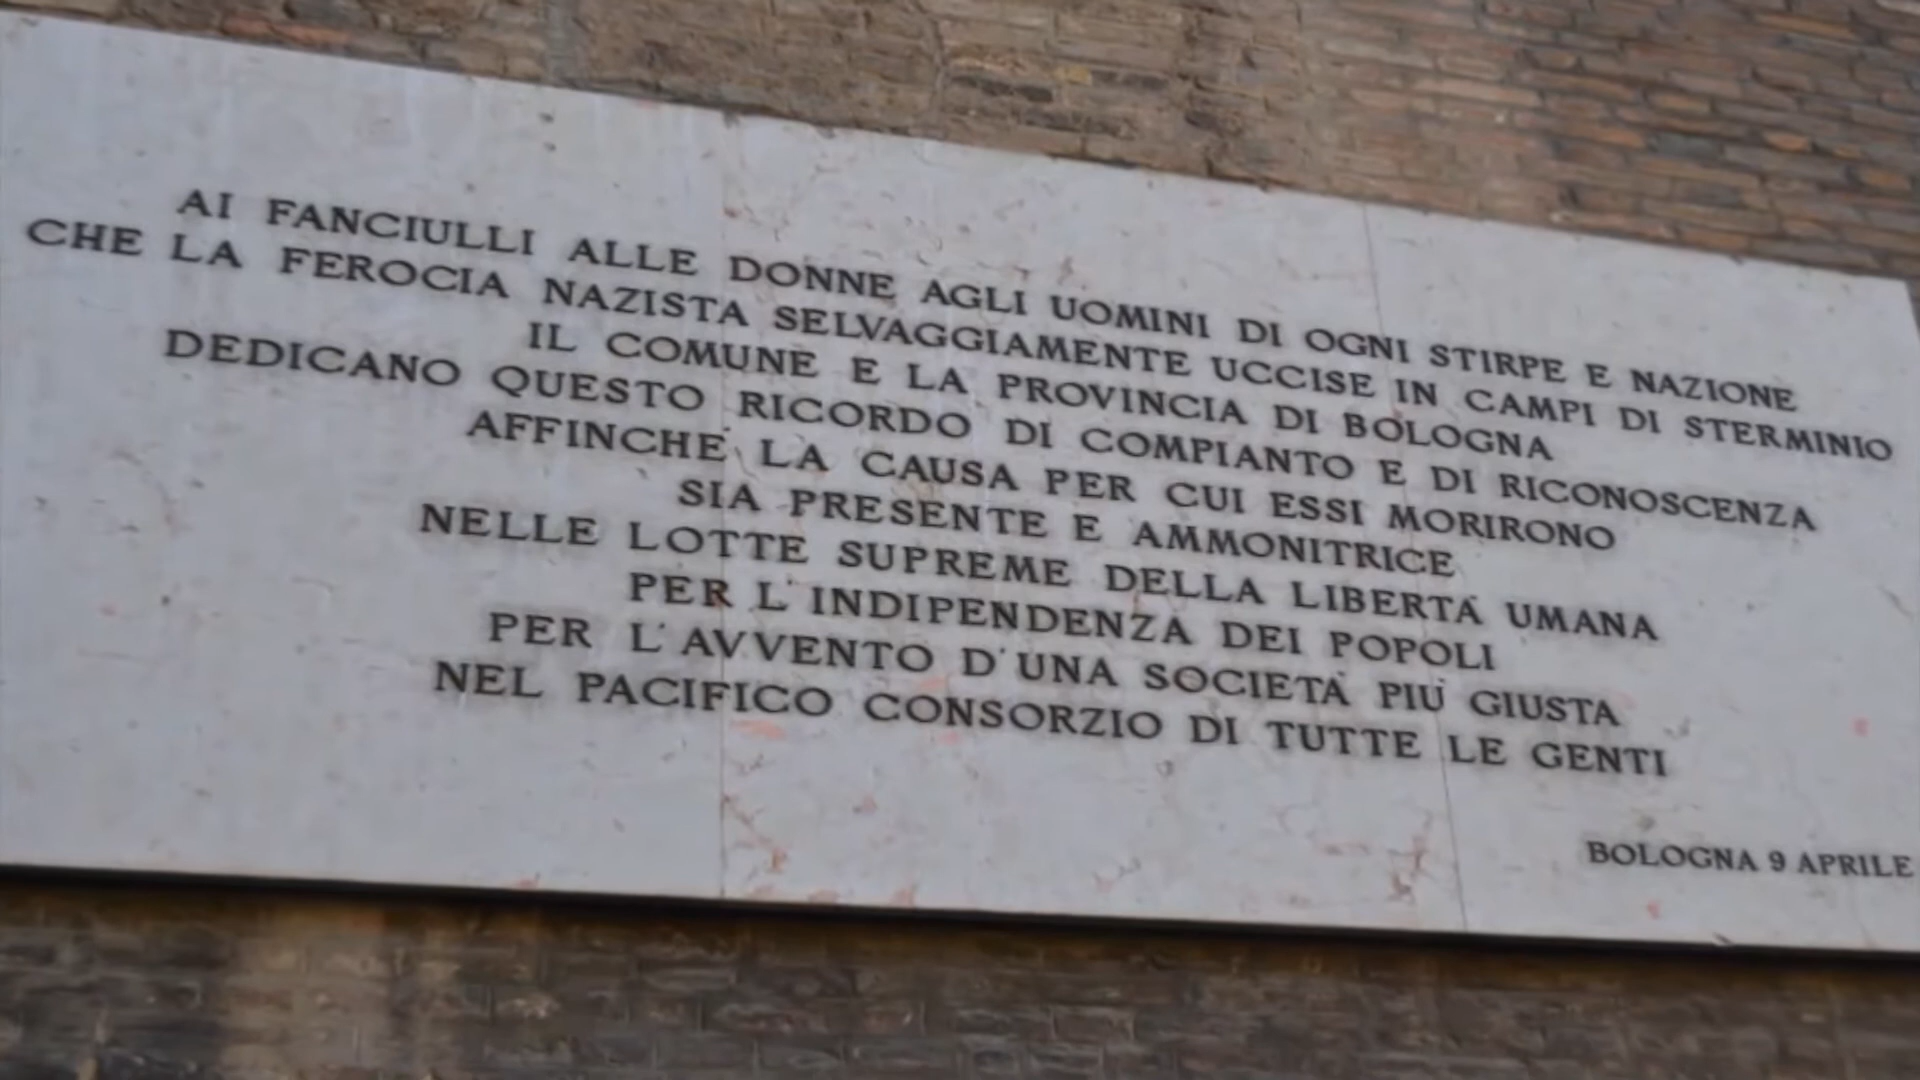 AI FANCIULLI ALLE DONNE AGLI UOMINI DI OGNI STIRPE E NAZIONE
CHE LA FEROCIA NAZISTA SELVAGGIAMENTE UCCISE IN CAMPI DI STERMINIO
IL COMUNE E LA PROVINCIA DI BOLOGNA
DEDICANO QUESTO RICORDO DI COMPIANTO E DI RICONOSCENZA
AFFINCHE LA CAUSA PER CUI ESSI MORIRONO
SIA PRESENTE E AMMONITRICE
NELLE LOTTE SUPREME DELLA LIBERTÀ UMANA
PER L'INDIPENDENZA DEI POPOLI
PER L'AVVENTO D'UNA SOCIETÀ PIÙ GIUSTA
NEL PACIFICO CONSORZIO DI TUTTE LE GENTI
BOLOGNA 9 APRILE